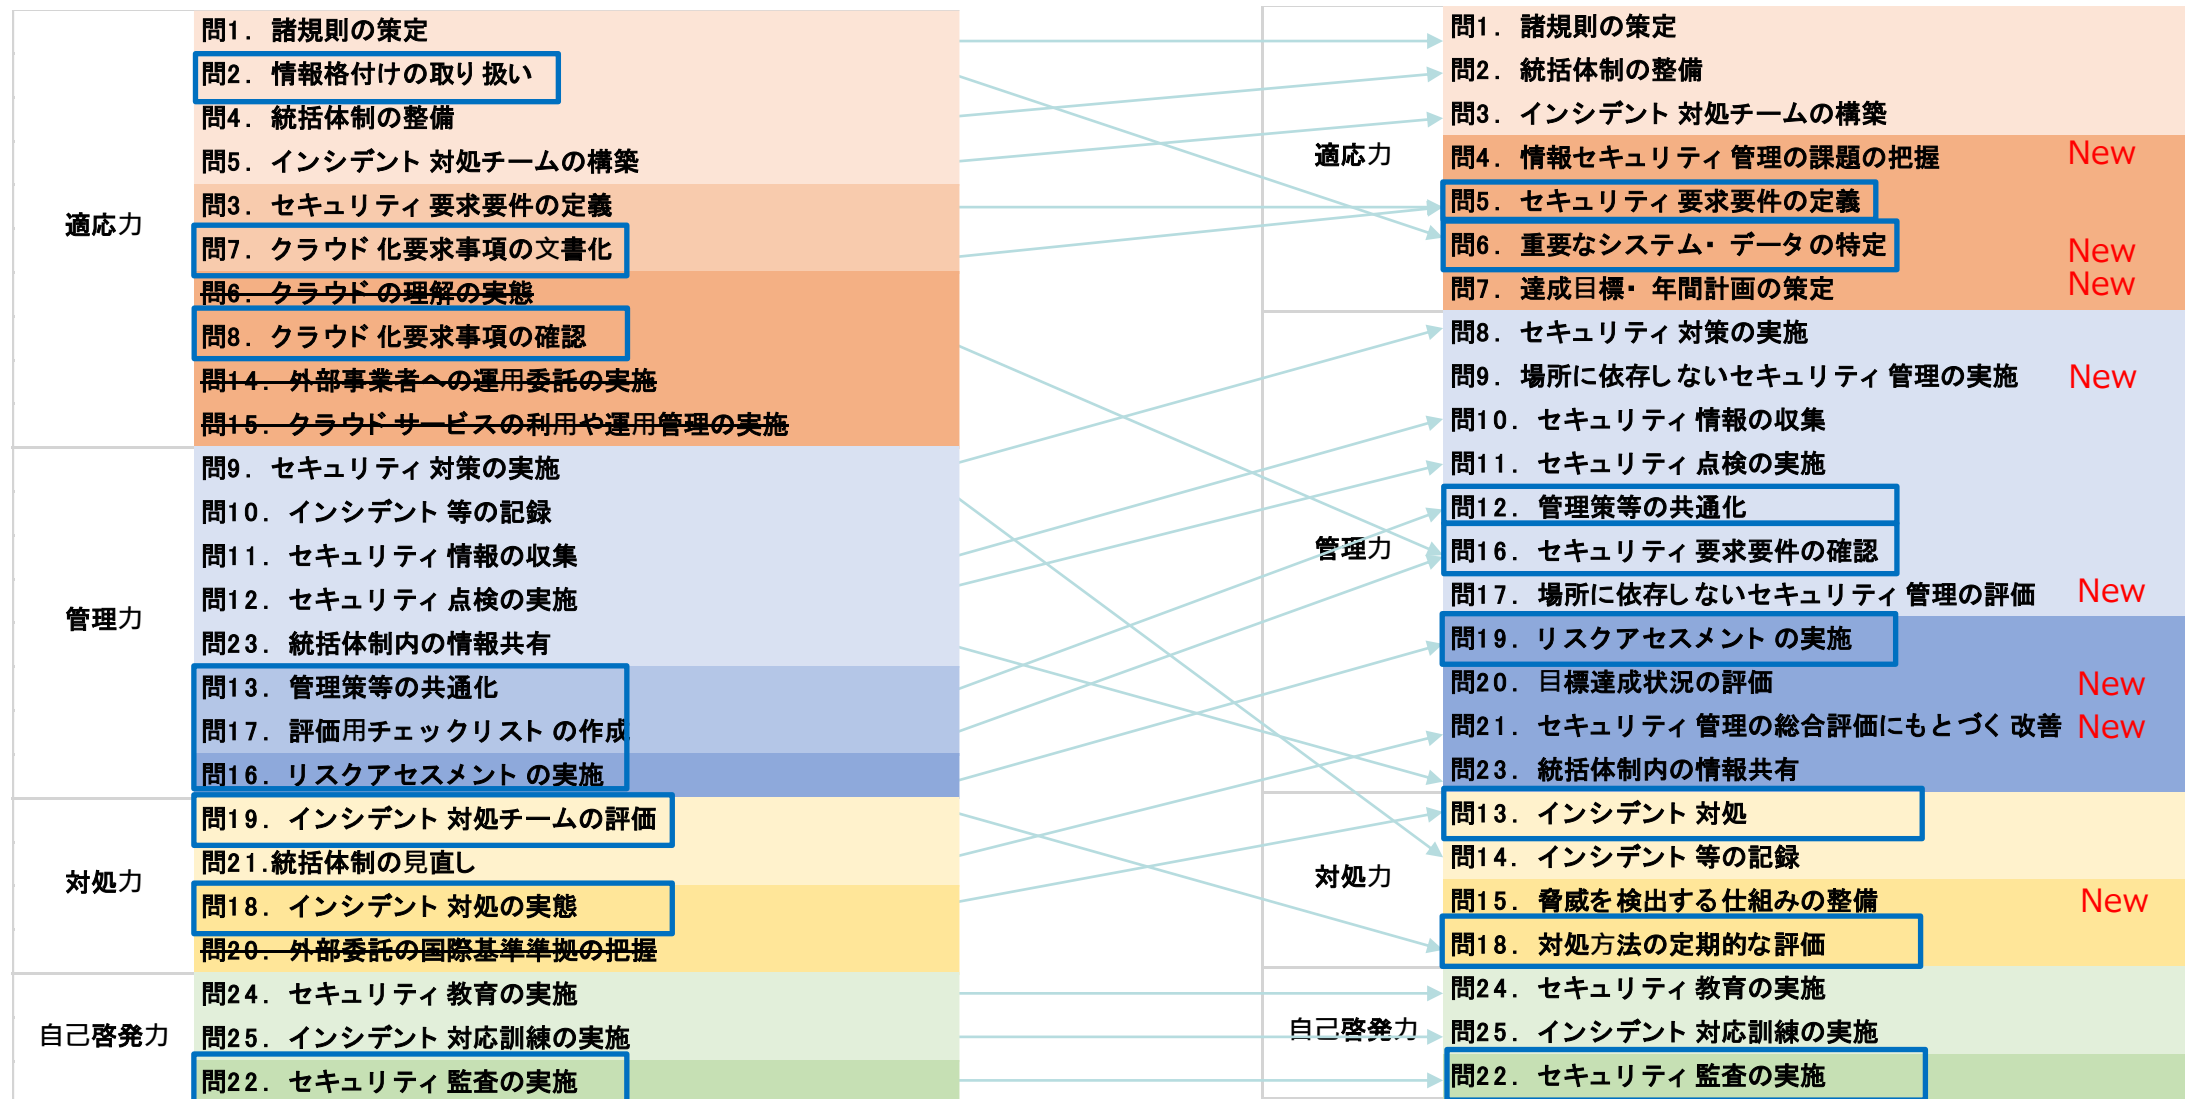 適応力
問1. 諸規則の策定
問2. 情報格付けの取り扱い
問4. 統括体制の整備
問5. インシデント対処チームの構築
問3. セキュリティ要求要件の定義
問7. クラウド化要求事項の文書化
問6. クラウドの理解の実態
問8. クラウド化要求事項の確認
問14. 外部事業者への運用委託の実施
問15. クラウドサービスの利用や運用管理の実施
管理力
問9. セキュリティ対策の実施
問10. インシデント等の記録
問11. セキュリティ情報の収集
問12. セキュリティ点検の実施
問23. 統括体制内の情報共有
問13. 管理策等の共通化
問17. 評価用チェックリストの作成
問16. リスクアセスメントの実施
対処力
問19. インシデント対処チームの評価
問21.統括体制の見直し
問18. インシデント対処の実態
問20. 外部委託の国際基準準拠の把握
自己啓発力
問24. セキュリティ教育の実施
問25. インシデント対応訓練の実施
問22. セキュリティ監査の実施
適応力
問1. 諸規則の策定
問2. 統括体制の整備
問3. インシデント対処チームの構築
問4. 情報セキュリティ管理の課題の把握 New
問5. セキュリティ要求要件の定義
問6. 重要なシステム・データの特定 New
問7. 達成目標・年間計画の策定 New
管理力
問8. セキュリティ対策の実施
問9. 場所に依存しないセキュリティ管理の実施 New
問10. セキュリティ情報の収集
問11. セキュリティ点検の実施
問12. 管理策等の共通化
問16. セキュリティ要求要件の確認
問17. 場所に依存しないセキュリティ管理の評価 New
問19. リスクアセスメントの実施
問20. 目標達成状況の評価 New
問21. セキュリティ管理の総合評価にもとづく改善 New
問23. 統括体制内の情報共有
対処力
問13. インシデント対処
問14. インシデント等の記録
問15. 脅威を検出する仕組みの整備 New
問18. 対処方法の定期的な評価
自己啓発力
問24. セキュリティ教育の実施
問25. インシデント対応訓練の実施
問22. セキュリティ監査の実施